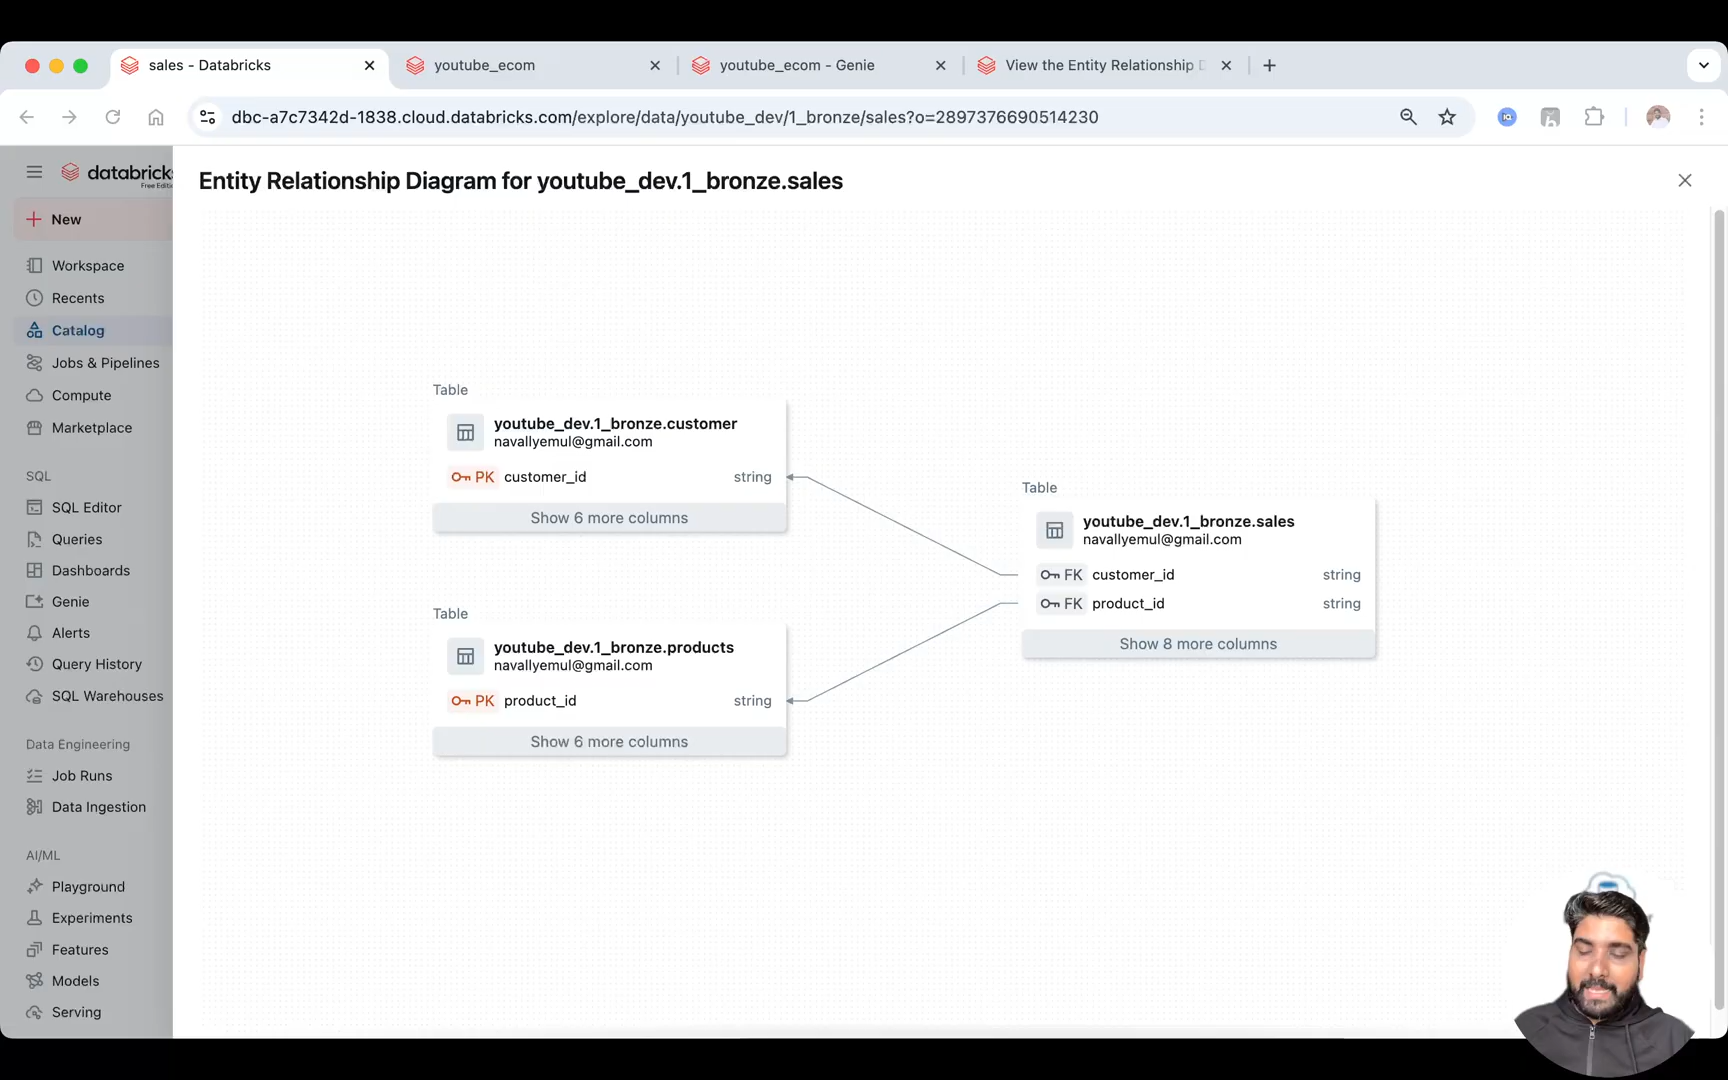 sales - Databricks
youtube_ecom
youtube_ecom - Genie
View the Entity Relationship
dbc-a7c7342d-1838.cloud.databricks.com/explore/data/youtube_dev/1_bronze/sales?o=2897376690514230
databricks
Free Editi
New
Workspace
Recents
Catalog
Jobs & Pipelines
Compute
Marketplace
SQL
SQL Editor
Queries
Dashboards
Genie
Alerts
Query History
SQL Warehouses
Data Engineering
Job Runs
Data Ingestion
AI/ML
Playground
Experiments
Features
Models
Serving
Entity Relationship Diagram for youtube_dev.1_bronze.sales
Table
youtube_dev.1_bronze.customer
navallyemul@gmail.com
PK customer_id string
Show 6 more columns
Table
youtube_dev.1_bronze.products
navallyemul@gmail.com
PK product_id string
Show 6 more columns
Table
youtube_dev.1_bronze.sales
navallyemul@gmail.com
FK customer_id string
FK product_id string
Show 8 more columns